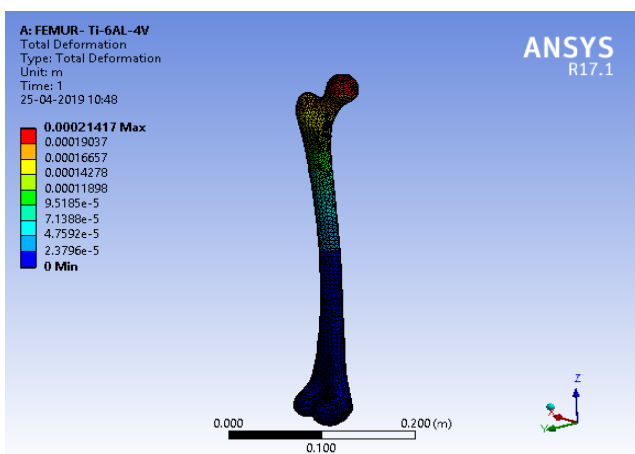 A: FEMUR- Ti-6AL-4V
Total Deformation
Type: Total Deformation
Unit: m
Time: 1
25-04-2019 10:48
ANSYS
R17.1
0.00021417 Max
0.00019037
0.00016657
0.00014278
0.00011898
9.5185e-5
7.1388e-5
4.7592e-5
2.3796e-5
0 Min
0.000 0.200 (m)
0.100
Z
X
Y